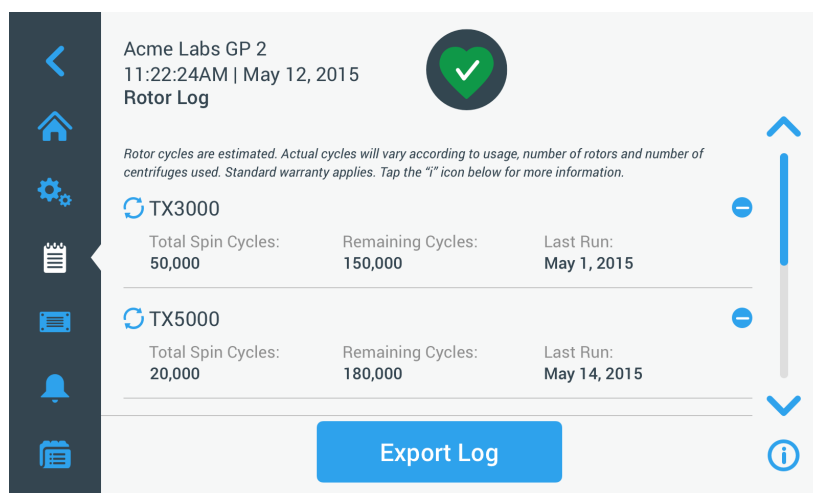 Acme Labs GP 2
11:22:24AM | May 12, 2015
Rotor Log
Rotor cycles are estimated. Actual cycles will vary according to usage, number of rotors and number of
centrifuges used. Standard warranty applies. Tap the “i” icon below for more information.
TX3000
Total Spin Cycles: Remaining Cycles: Last Run:
50,000 150,000 May 1, 2015
TX5000
Total Spin Cycles: Remaining Cycles: Last Run:
20,000 180,000 May 14, 2015
Export Log